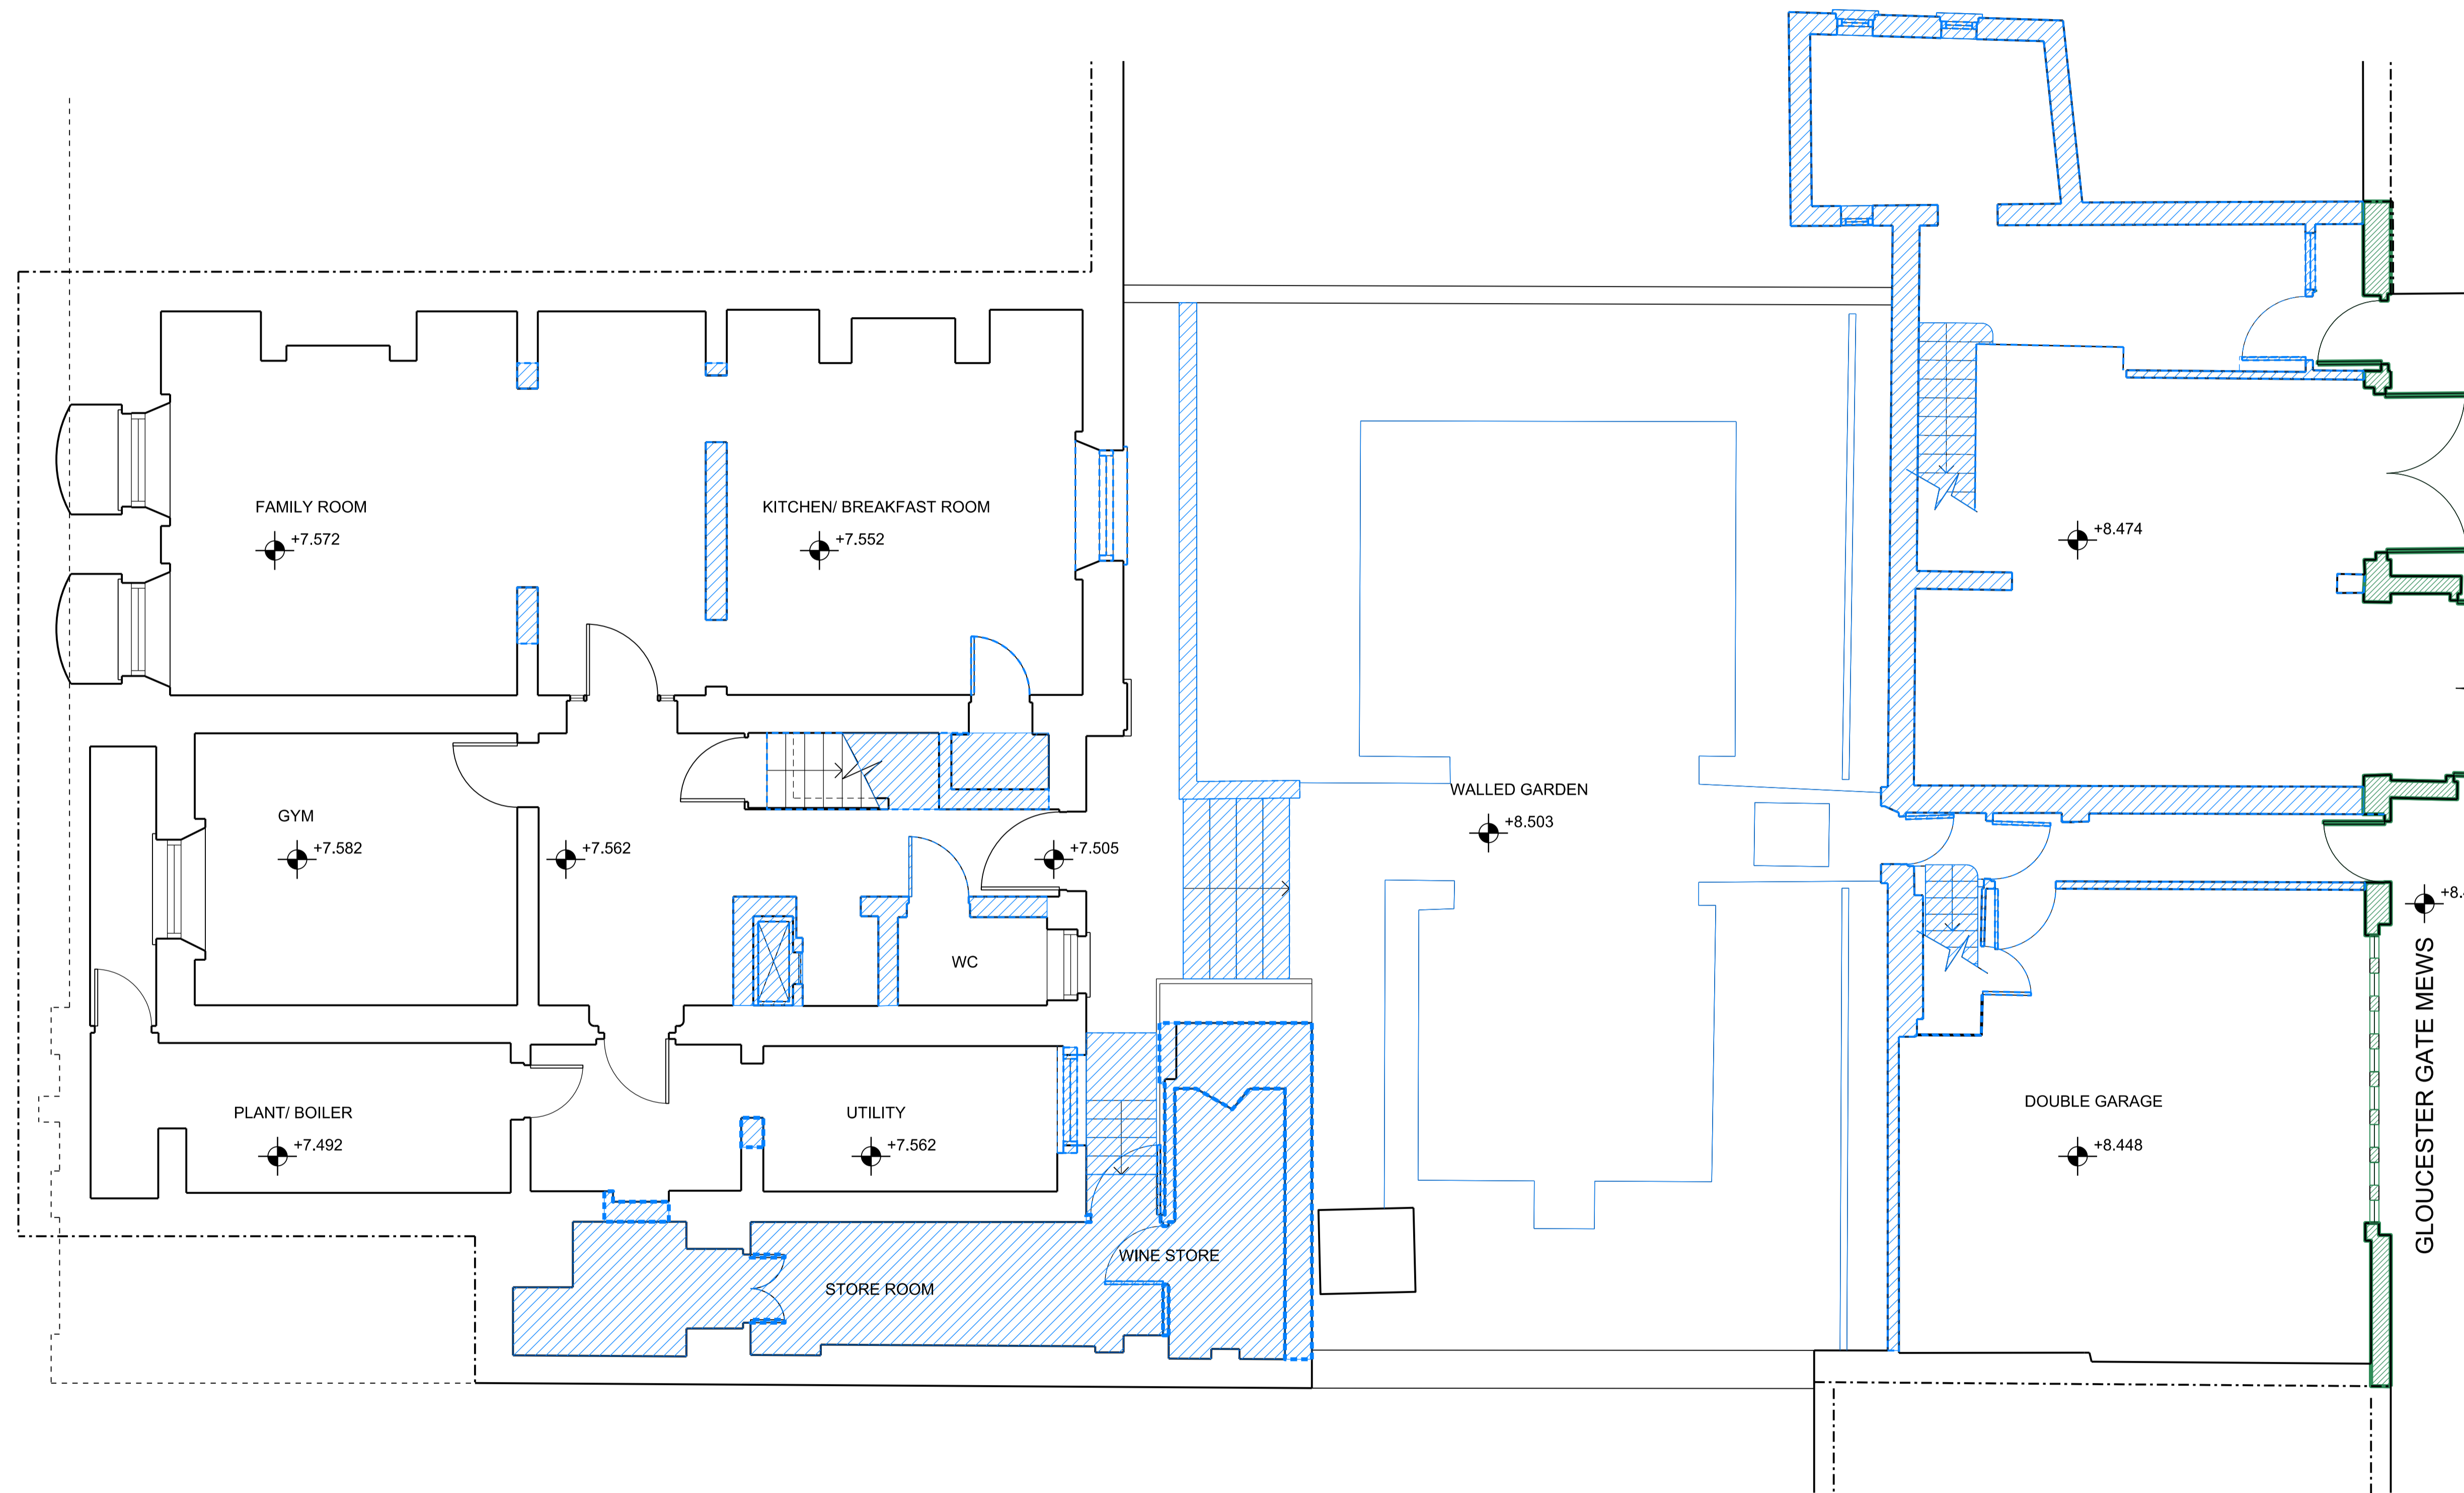 FAMILY ROOM
+7.572
KITCHEN/ BREAKFAST ROOM
+7.552
+8.474
WALLED GARDEN
+8.503
GYM
+7.582
+7.562
+7.505
WC
PLANT/ BOILER
+7.492
UTILITY
+7.562
STORE ROOM
WINE STORE
DOUBLE GARAGE
+8.448
GLOUCESTER GATE MEWS